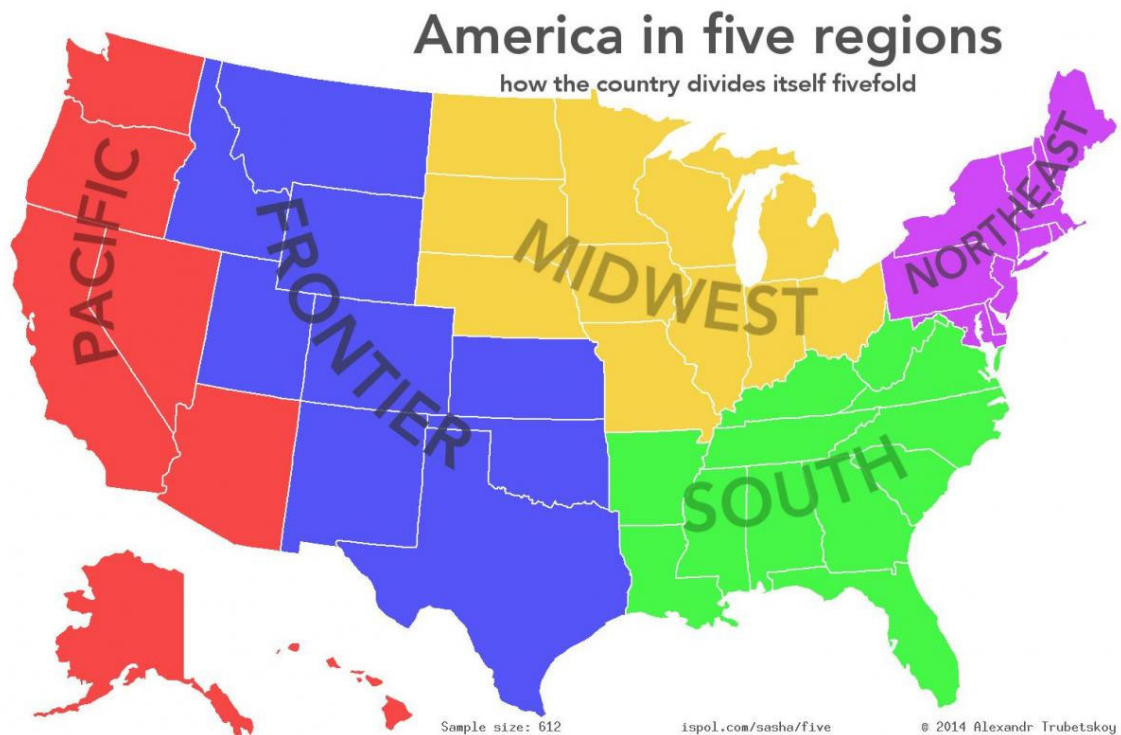 America in five regions
how the country divides itself fivefold
PACIFIC
FRONTIER
MIDWEST
NORTHEAST
SOUTH
Sample size: 612
ispol.com/sasha/five
© 2014 Alexandr Trubetskoy